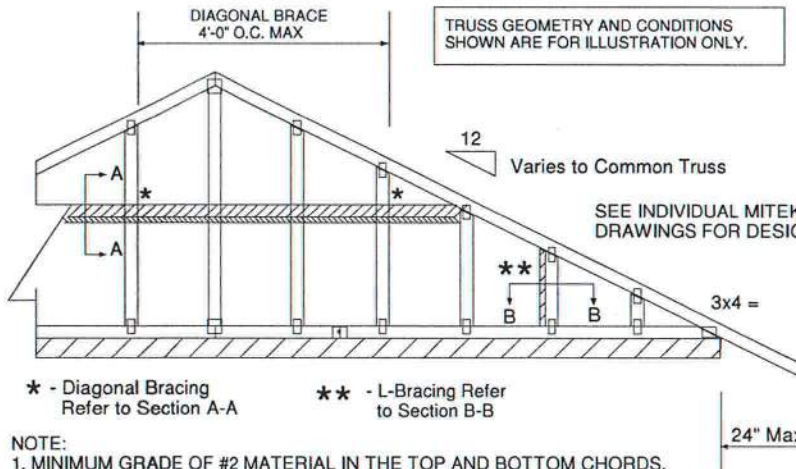 DIAGONAL BRACE
4'-0" O.C. MAX
TRUSS GEOMETRY AND CONDITIONS
SHOWN ARE FOR ILLUSTRATION ONLY.
12
Varies to Common Truss
A
*
*
SEE INDIVIDUAL MITEK
DRAWINGS FOR DESIG
A
**
B
B
3x4 =
* - Diagonal Bracing
Refer to Section A-A
** - L-Bracing Refer
to Section B-B
24" Max
NOTE:
1. MINIMUM GRADE OF #2 MATERIAL IN THE TOP AND BOTTOM CHORDS.